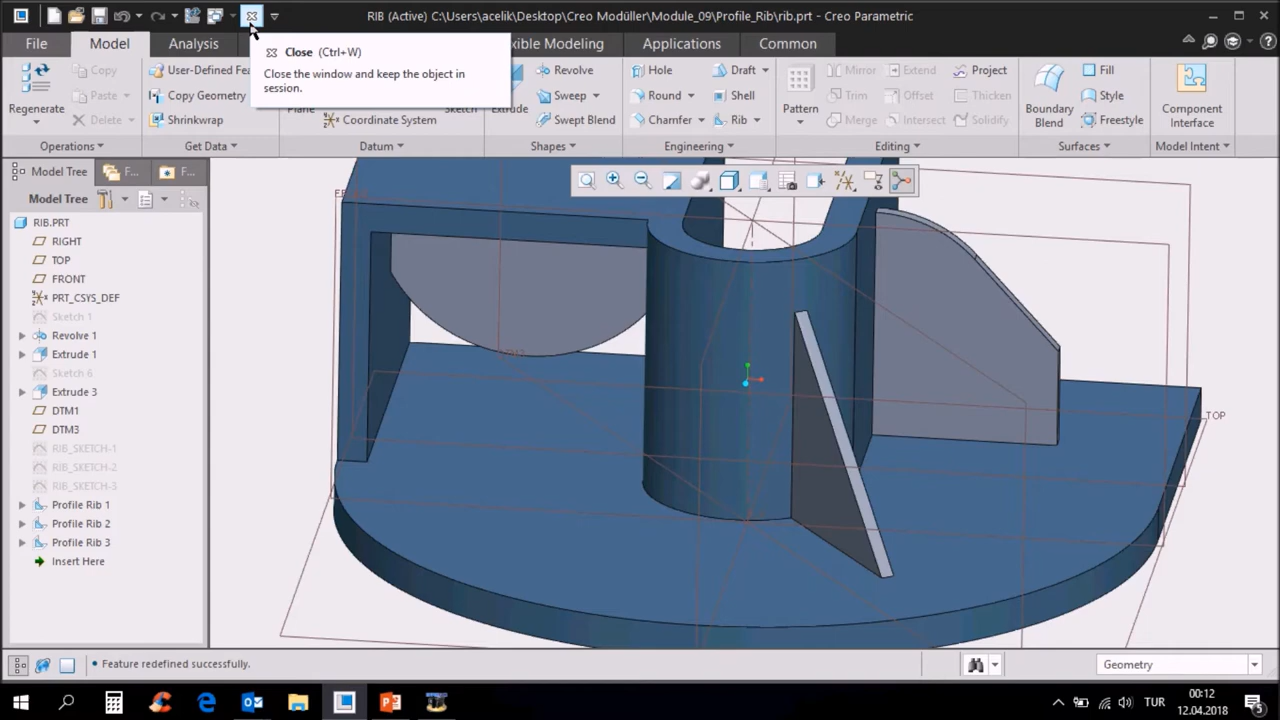 RIB (Active) C:\Users\acelik\Desktop\Creo Modüller\Module_09\Profile_Rib\rib.prt - Creo Parametric
File
Model
Analysis
xible Modeling
Applications
Common
Close (Ctrl+W)
Close the window and keep the object in
session.
Regenerate
Copy
Paste
Delete
User-Defined Fea
Copy Geometry
Shrinkwrap
Plane
Coordinate System
Sketch
Extrude
Revolve
Sweep
Swept Blend
Hole
Round
Chamfer
Draft
Shell
Rib
Pattern
Mirror
Extend
Project
Trim
Offset
Thicken
Merge
Intersect
Solidify
Boundary
Blend
Fill
Style
Freestyle
Component
Interface
Operations
Get Data
Datum
Shapes
Engineering
Editing
Surfaces
Model Intent
Model Tree
F...
F...
Model Tree
RIB.PRT
RIGHT
TOP
FRONT
PRT_CSYS_DEF
Sketch 1
Revolve 1
Extrude 1
Sketch 6
Extrude 3
DTM1
DTM3
RIB_SKETCH-1
RIB_SKETCH-2
RIB_SKETCH-3
Profile Rib 1
Profile Rib 2
Profile Rib 3
Insert Here
TOP
• Feature redefined successfully.
Geometry
TUR
00:12
12.04.2018
5